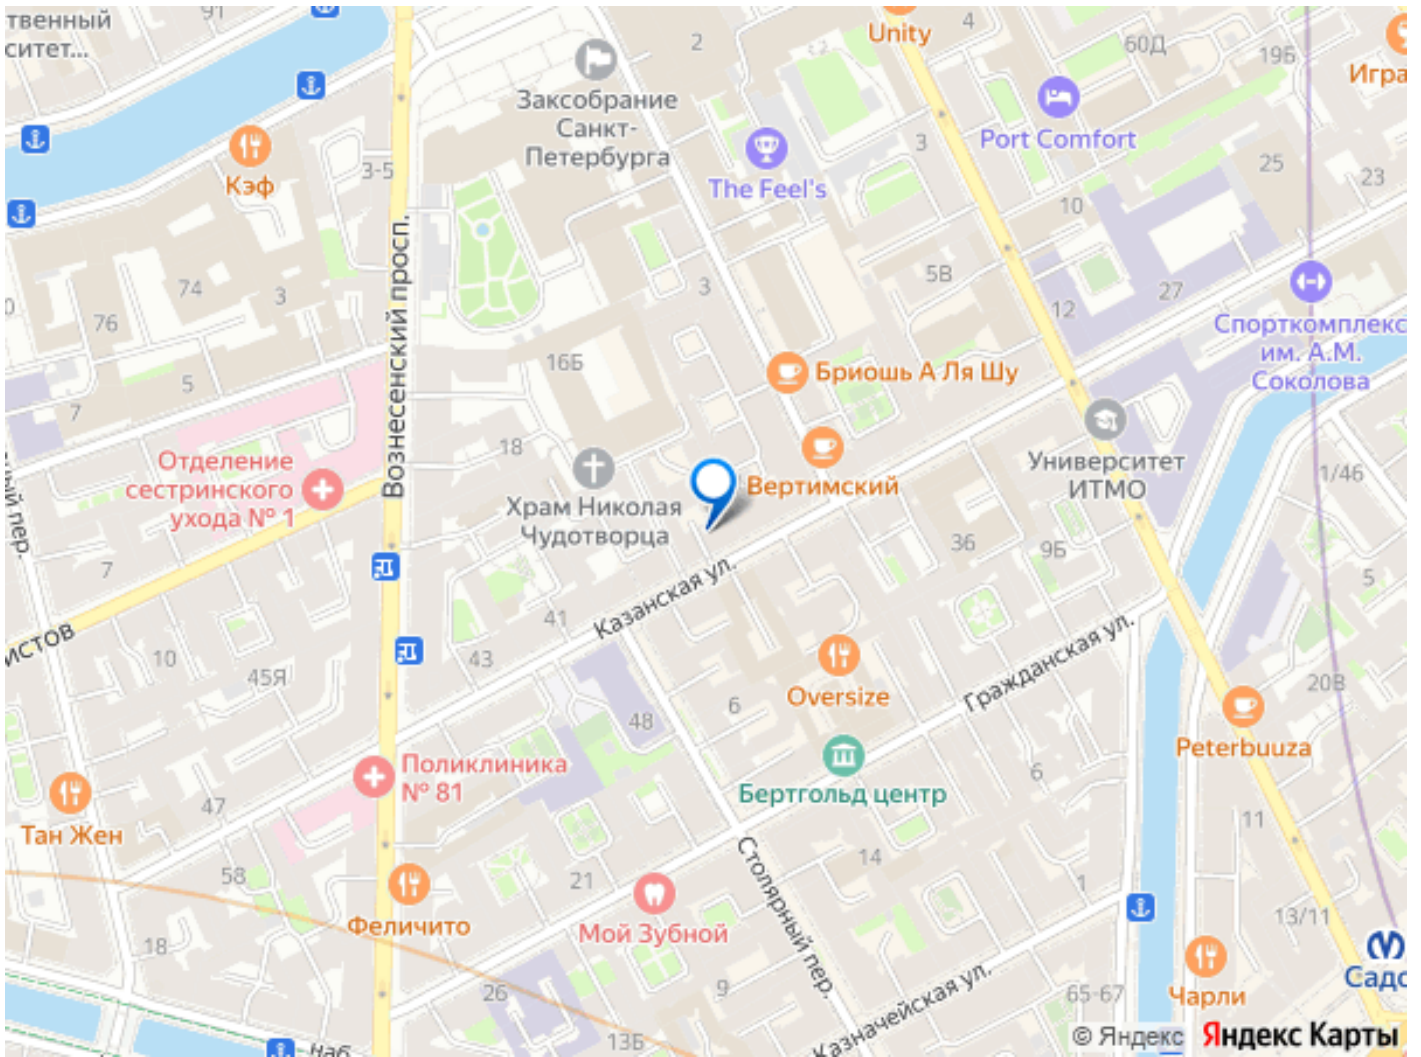 твенный
ситет...
91
2
Unity
4
60Д
19Б
Игра
Заксобрание
Санкт-
Петербурга
Port Comfort
3
The Feel's
Кэф
3-5
25
23
10
Вознесенский просп.
74
3
76
5В
27
12
3
Спорткомплекс
им. А.М.
Соколова
16Б
Бриошь А Ля Шу
5
7
18
Отделение
сестринского
ухода № 1
Храм Николая
Чудотворца
Вертимский
Университет
ИТМО
1/46
ный пер.
7
36
9Б
5
Казанская ул.
41
истов
10
43
45Я
Гражданская ул.
Oversize
6
48
20В
Peterbuuza
Поликлиника
№ 81
Бертгольд центр
6
47
Тан Жен
11
Столярный пер.
14
58
21
1
Феличито
Мой Зубной
13/11
18
Садо
26
9
Казначейская ул.
65-67
Чарли
13Б
наб
© Яндекс
Яндекс Карты